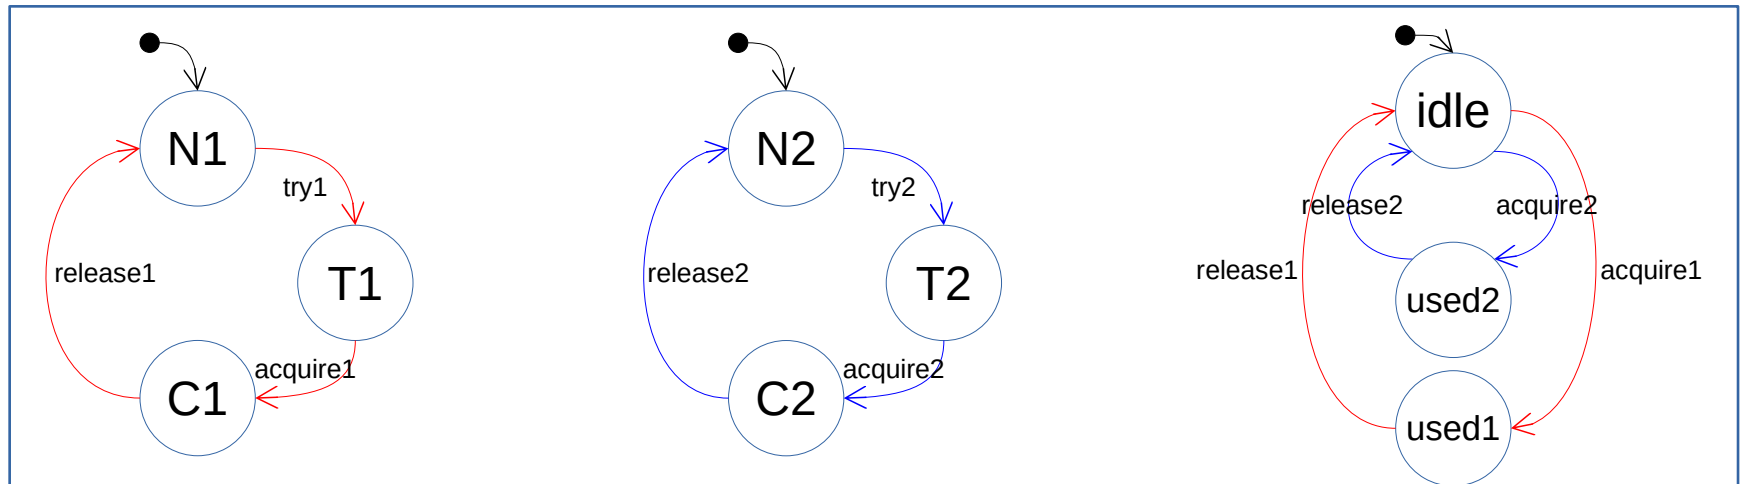 N1
try1
T1
release1
acquire1
C1
N2
try2
T2
release2
acquire2
C2
idle
release2
acquire2
release1
acquire1
used2
used1